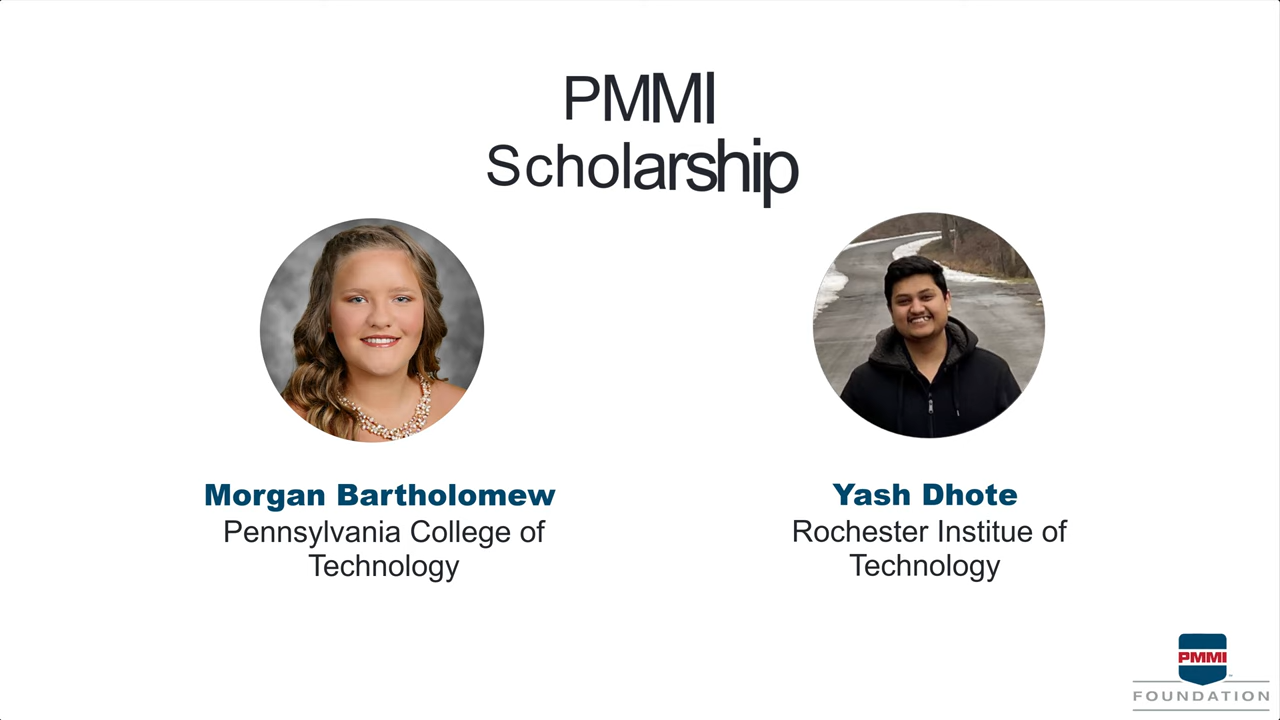 PMMI
Scholarship
Morgan Bartholomew
Pennsylvania College of
Technology
Yash Dhote
Rochester Institue of
Technology
PMMI
FOUNDATION